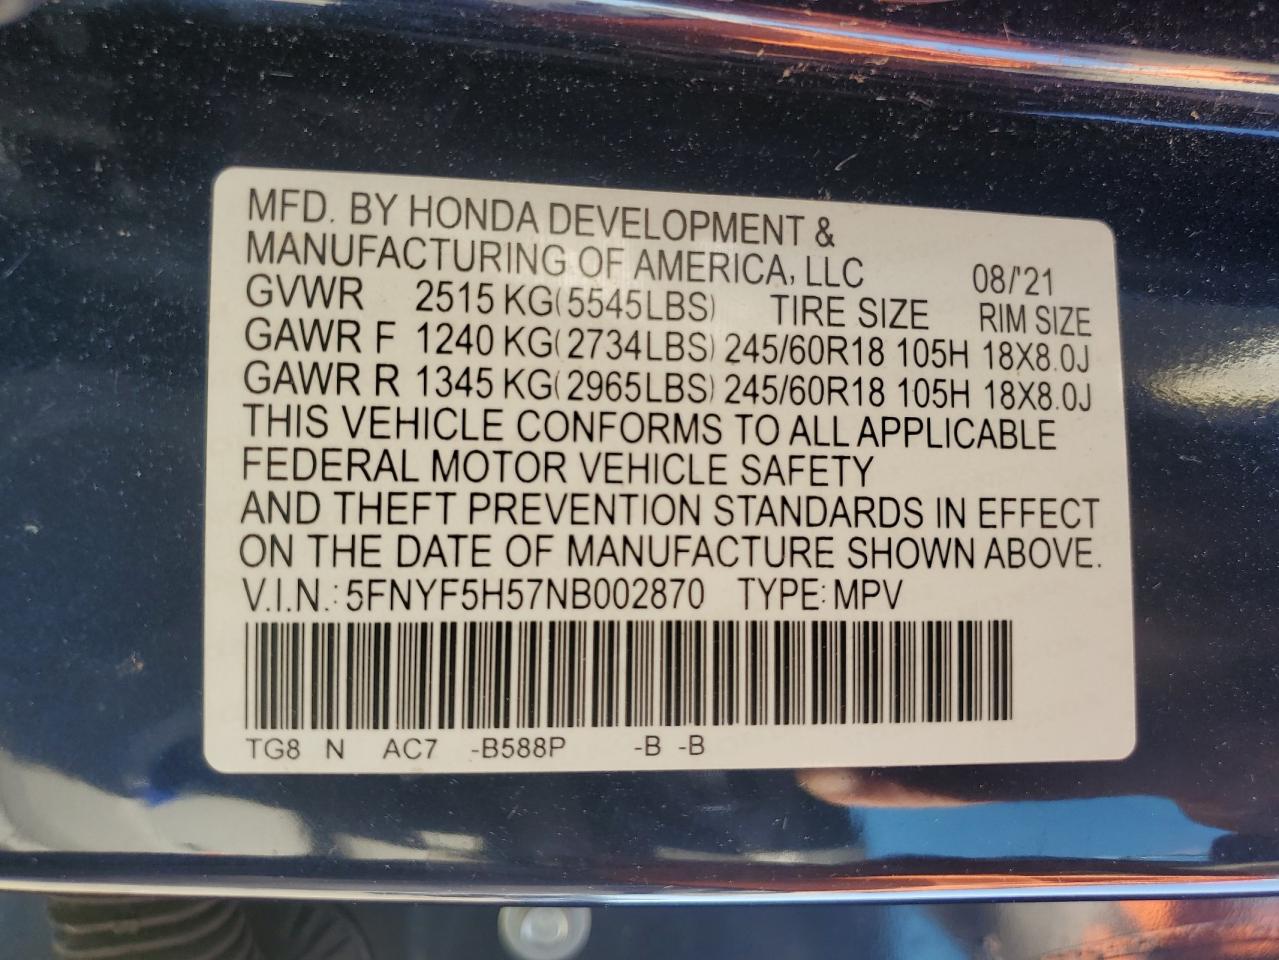 MFD. BY HONDA DEVELOPMENT &
MANUFACTURING OF AMERICA, LLC 08/'21
GVWR 2515 KG(5545LBS) TIRE SIZE RIM SIZE
GAWR F 1240 KG(2734LBS) 245/60R18 105H 18X8.0J
GAWR R 1345 KG(2965LBS) 245/60R18 105H 18X8.0J
THIS VEHICLE CONFORMS TO ALL APPLICABLE
FEDERAL MOTOR VEHICLE SAFETY
AND THEFT PREVENTION STANDARDS IN EFFECT
ON THE DATE OF MANUFACTURE SHOWN ABOVE.
V.I.N.: 5FNYF5H57NB002870 TYPE: MPV
TG8 N AC7 -B588P -B -B